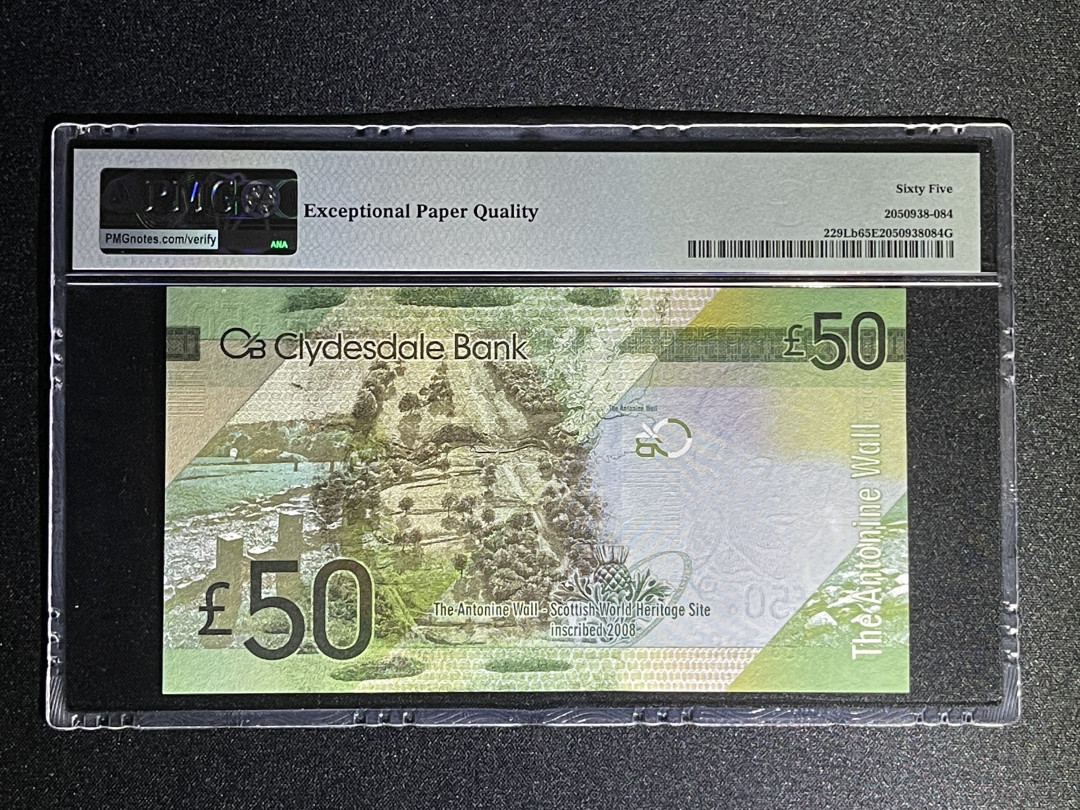 PMG
PMGnotes.com/verify
ANA
Exceptional Paper Quality
Sixty Five
2050938-084
229Lb65E2050938084G
CB Clydesdale Bank
£50
The Antonine Wall
The Antonine Wall
£50
The Antonine Wall - Scottish World Heritage Site
inscribed 2008